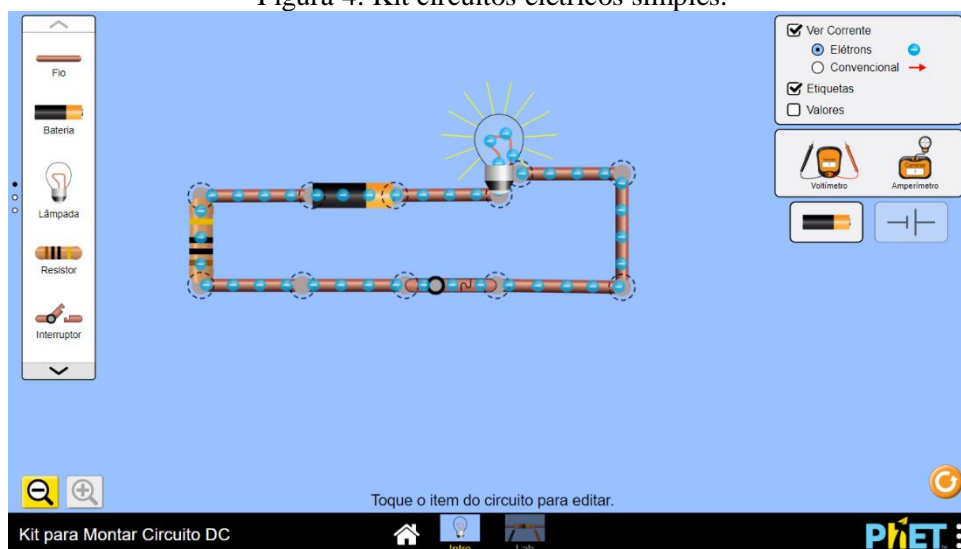 Figura 4: Kit circuitos elétricos simples.
Fio
Bateria
Lâmpada
Resistor
Interruptor
Ver Corrente
Elétrons
Convencional
Etiquetas
Valores
Voltímetro
Amperímetro
Toque o item do circuito para editar.
Kit para Montar Circuito DC
Intro
Lab
PhET